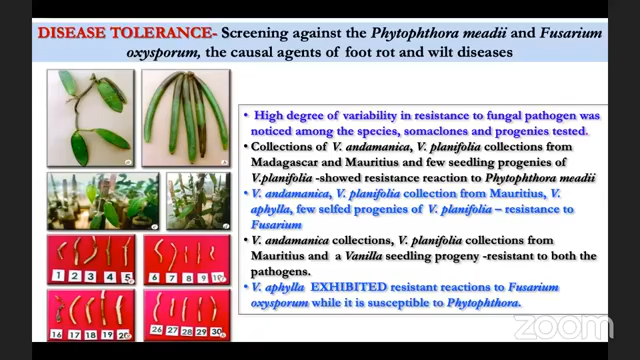 DISEASE TOLERANCE- Screening against the Phytophthora meadii and Fusarium
oxysporum, the causal agents of foot rot and wilt diseases
• High degree of variability in resistance to fungal pathogen was
noticed among the species, somaclones and progenies tested.
• Collections of V. andamanica, V. planifolia collections from
Madagascar and Mauritius and few seedling progenies of
V.planifolia -showed resistance reaction to Phytophthora meadii
• V. andamanica, V. planifolia collection from Mauritius, V.
aphylla, few selfed progenies of V. planifolia – resistance to
Fusarium
• V. andamanica collections, V. planifolia collections from
Mauritius and a Vanilla seedling progeny -resistant to both the
pathogens.
• V. aphylla EXHIBITED resistant reactions to Fusarium
oxysporum while it is susceptible to Phytophthora.
1 2 3 4 5
6 7 8 9 10
16 17 18 19 20
26 27 28 29 30
zoom